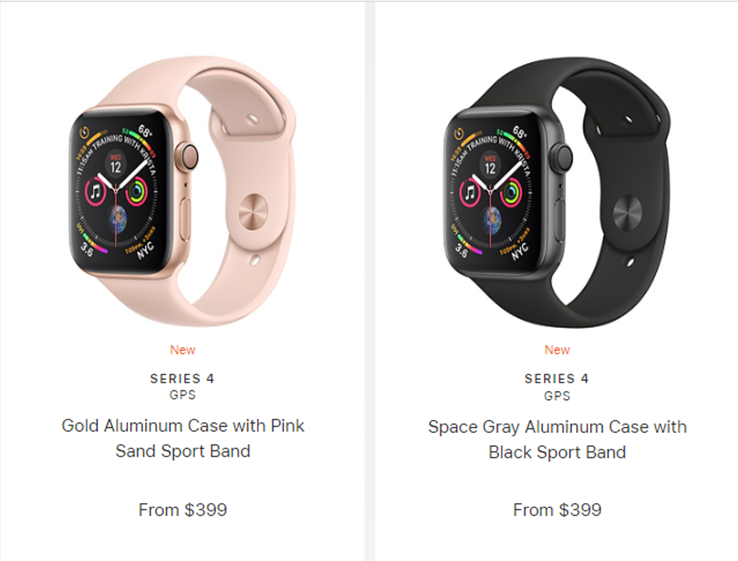 68°
11:15AM TRAINING WITH KRISTA
WED
12
UVI
3.6
NYC
New
SERIES 4
GPS
Gold Aluminum Case with Pink
Sand Sport Band
From $399
68°
11:15AM TRAINING WITH KRISTA
WED
12
UVI
3.6
NYC
New
SERIES 4
GPS
Space Gray Aluminum Case with
Black Sport Band
From $399